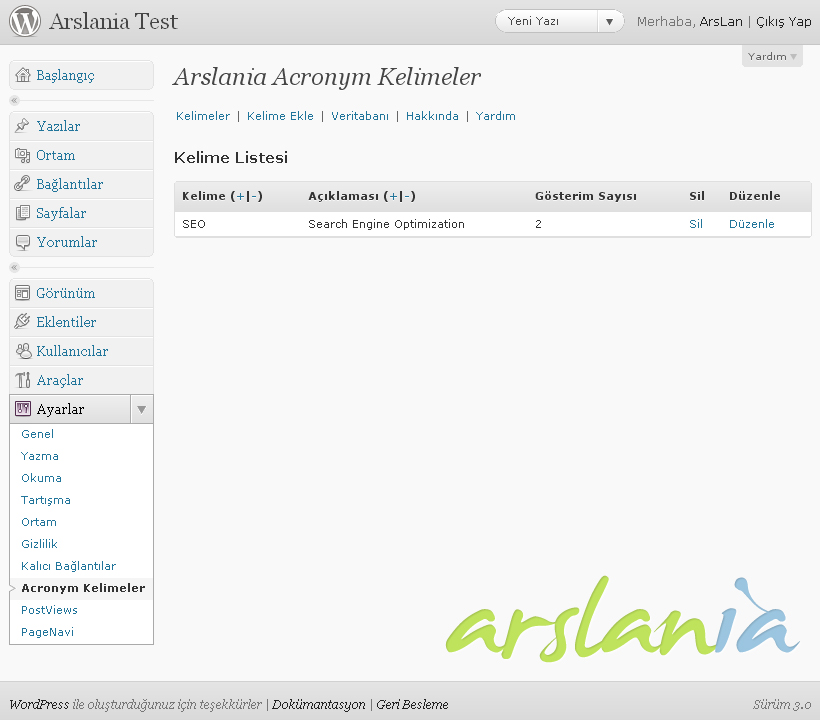 Arslania Test
Yeni Yazı
Merhaba, ArsLan | Çıkış Yap
Yardım
Başlangıç
Yazılar
Ortam
Bağlantılar
Sayfalar
Yorumlar
Görünüm
Eklentiler
Kullanıcılar
Araçlar
Ayarlar
Genel
Yazma
Okuma
Tartışma
Ortam
Gizlilik
Kalıcı Bağlantılar
Acronym Kelimeler
PostViews
PageNavi
Arslania Acronym Kelimeler
Kelimeler | Kelime Ekle | Veritabanı | Hakkında | Yardım
Kelime Listesi
Kelime (+|-) Açıklaması (+|-) Gösterim Sayısı Sil Düzenle
SEO Search Engine Optimization 2 Sil Düzenle
arslania
WordPress ile oluşturduğunuz için teşekkürler | Dokümantasyon | Geri Besleme
Sürüm 3.0